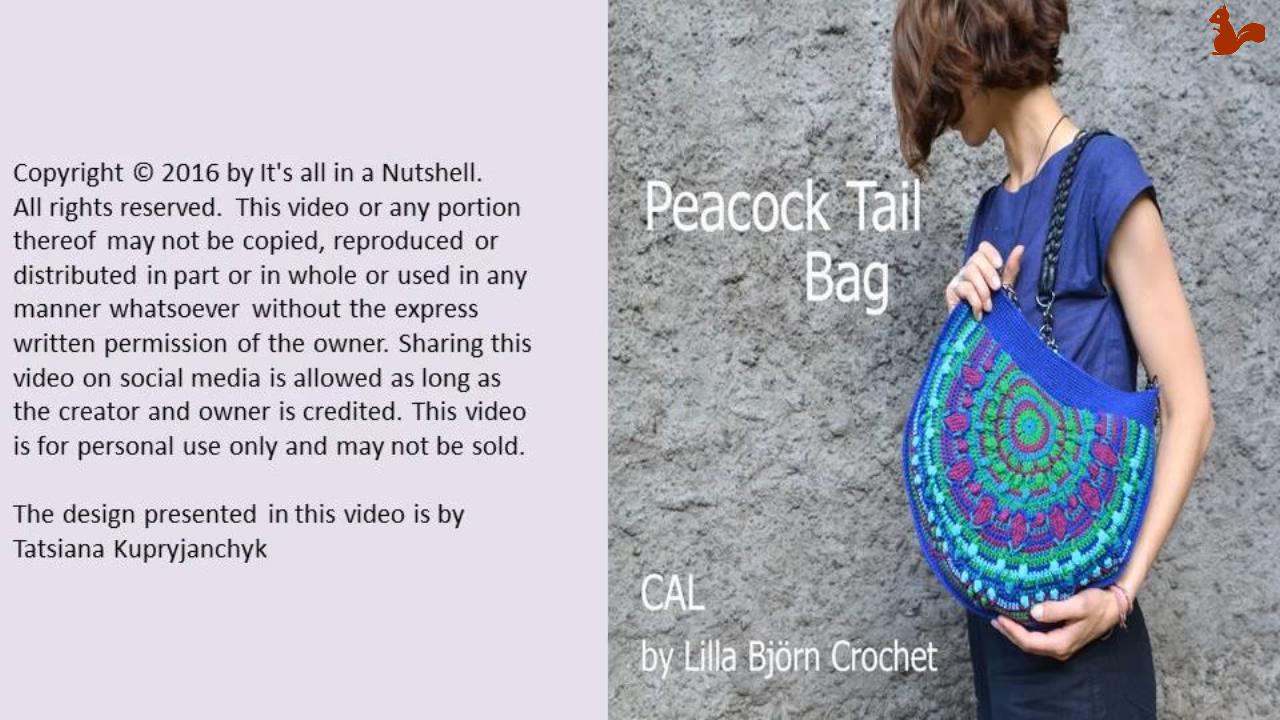 Copyright © 2016 by It's all in a Nutshell.
All rights reserved. This video or any portion
thereof may not be copied, reproduced or
distributed in part or in whole or used in any
manner whatsoever without the express
written permission of the owner. Sharing this
video on social media is allowed as long as
the creator and owner is credited. This video
is for personal use only and may not be sold.
The design presented in this video is by
Tatsiana Kupryjanchyk
Peacock Tail
Bag
CAL
by Lilla Björn Crochet